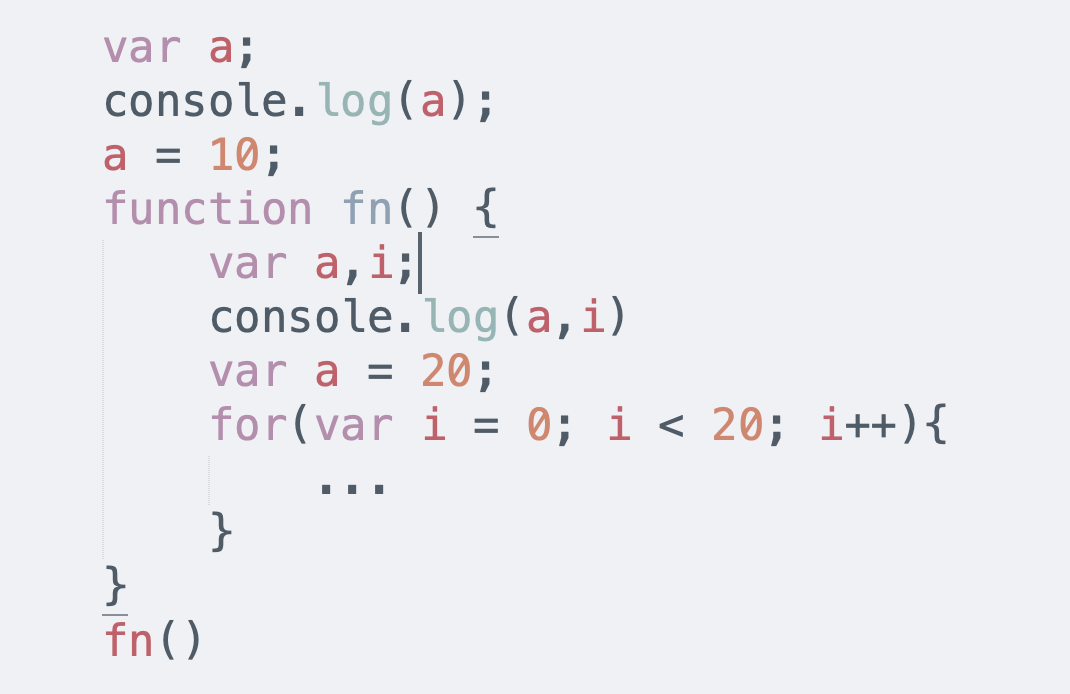 var a;
console.log(a);
a = 10;
function fn() {
    var a,i;
    console.log(a,i)
    var a = 20;
    for(var i = 0; i < 20; i++){
        ...
    }
}
fn()